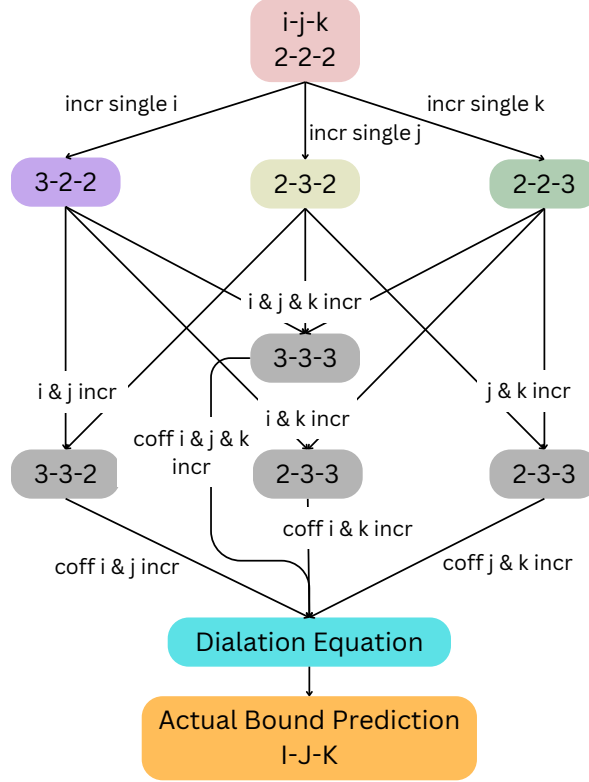 i-j-k
2-2-2
incr single i
incr single k
incr single j
3-2-2
2-3-2
2-2-3
i & j & k incr
3-3-3
i & j incr
i & k incr
j & k incr
coff i & j & k
incr
3-3-2
2-3-3
2-3-3
coff i & k incr
coff i & j incr
coff j & k incr
Dialation Equation
Actual Bound Prediction
I-J-K